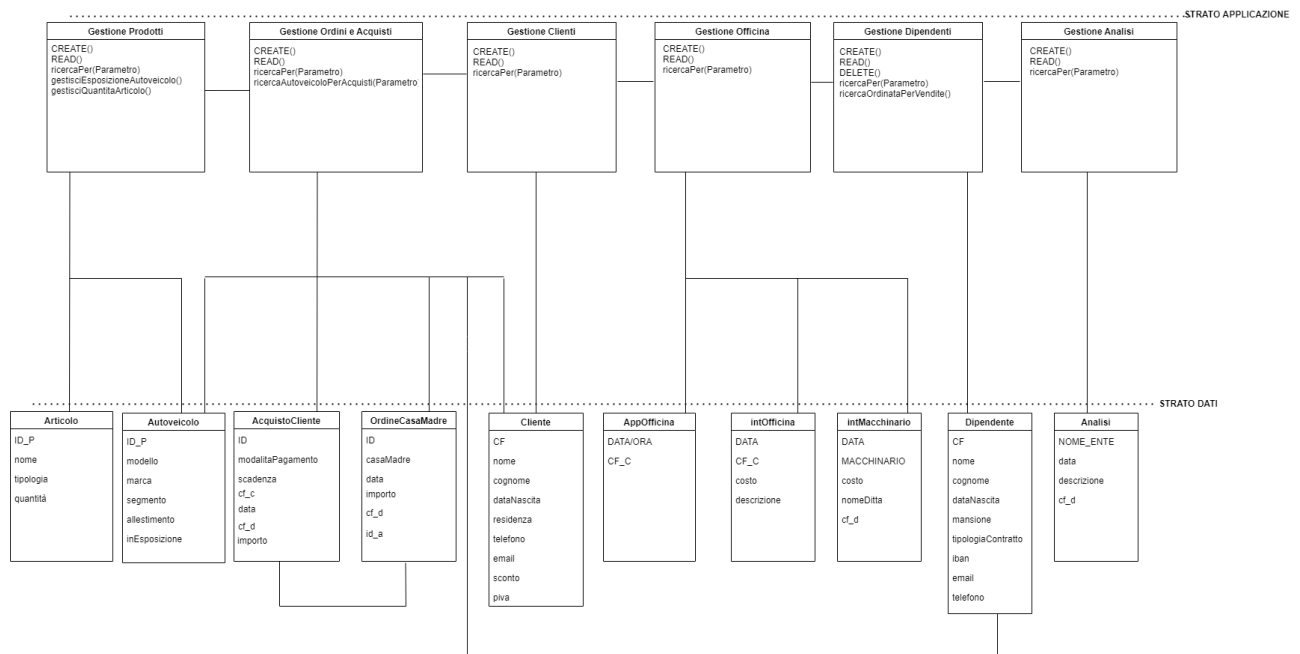 STRATO APPLICAZIONE
Gestione Prodotti
CREATE()
READ()
ricercaPer(Parametro)
gestisciEsposizioneAutoveicolo()
gestisciQuantitaArticolo()
Gestione Ordini e Acquisti
CREATE()
READ()
ricercaPer(Parametro)
ricercaAutoveicoloPerAcquisti(Parametro
Gestione Clienti
CREATE()
READ()
ricercaPer(Parametro)
Gestione Officina
CREATE()
READ()
ricercaPer(Parametro)
Gestione Dipendenti
CREATE()
READ()
DELETE()
ricercaPer(Parametro)
ricercaOrdinataPerVendite()
Gestione Analisi
CREATE()
READ()
ricercaPer(Parametro)
STRATO DATI
Articolo
ID_P
nome
tipologia
quantità
Autoveicolo
ID_P
modello
marca
segmento
allestimento
inEsposizione
AcquistoCliente
ID
modalitaPagamento
scadenza
cf_c
data
cf_d
importo
OrdineCasaMadre
ID
casaMadre
data
importo
cf_d
id_a
Cliente
CF
nome
cognome
dataNascita
residenza
telefono
email
sconto
piva
AppOfficina
DATA/ORA
CF_C
intOfficina
DATA
CF_C
costo
descrizione
intMacchinario
DATA
MACCHINARIO
costo
nomeDitta
cf_d
Dipendente
CF
nome
cognome
dataNascita
mansione
tipologiaContratto
iban
email
telefono
Analisi
NOME_ENTE
data
descrizione
cf_d